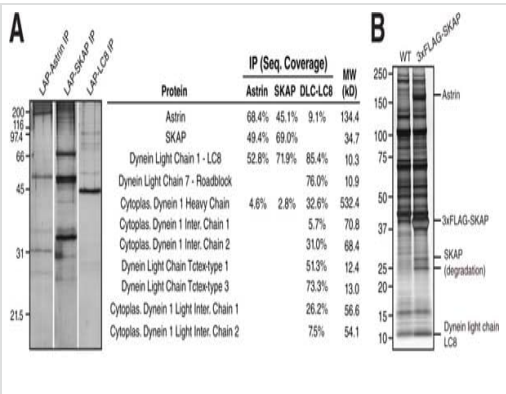 A
LAP-Astrin IP
LAP-SKAP IP
LAP-LC8 IP
200
116
97.4
66
45
31
21.5
IP (Seq. Coverage)
Protein Astrin SKAP DLC-LC8 MW (kD)
Astrin 68.4% 45.1% 9.1% 134.4
SKAP 49.4% 69.0% 34.7
Dynein Light Chain 1 - LC8 52.8% 71.9% 85.4% 10.3
Dynein Light Chain 7 - Roadblock 76.0% 10.9
Cytoplas. Dynein 1 Heavy Chain 4.6% 2.8% 32.6% 532.4
Cytoplas. Dynein 1 Inter. Chain 1 5.7% 70.8
Cytoplas. Dynein 1 Inter. Chain 2 31.0% 68.4
Dynein Light Chain Tctex-type 1 51.3% 12.4
Dynein Light Chain Tctex-type 3 73.3% 13.0
Cytoplas. Dynein 1 Light Inter. Chain 1 26.2% 56.6
Cytoplas. Dynein 1 Light Inter. Chain 2 7.5% 54.1
B
WT
3xFLAG-SKAP
250
150
100
75
50
37
25
20
15
10
Astrin
3xFLAG-SKAP
SKAP
(degradation)
Dynein light chain
LC8